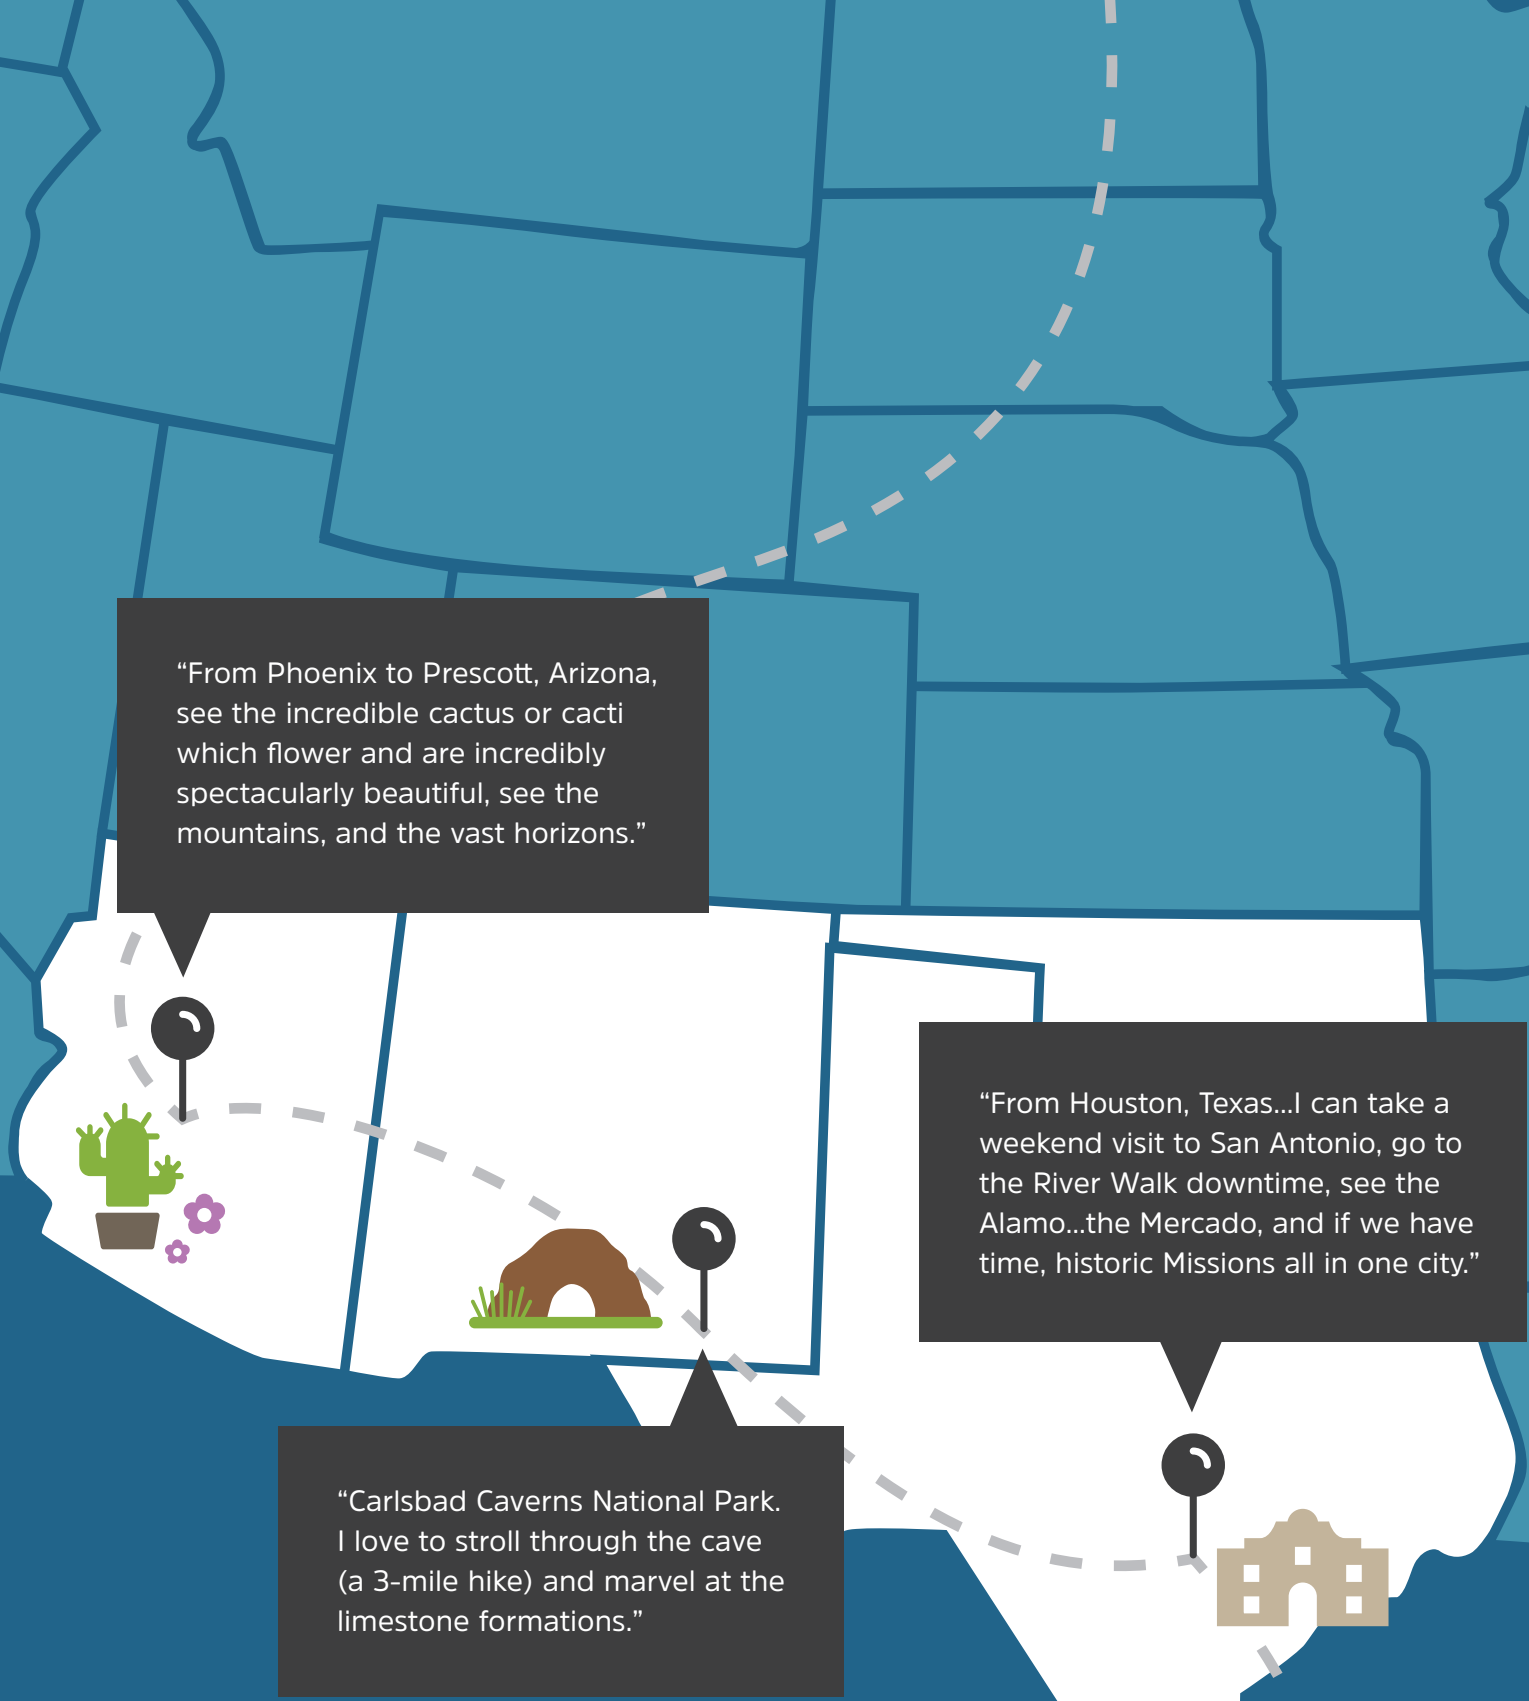 “From Phoenix to Prescott, Arizona,
see the incredible cactus or cacti
which flower and are incredibly
spectacularly beautiful, see the
mountains, and the vast horizons.”
“From Houston, Texas...I can take a
weekend visit to San Antonio, go to
the River Walk downtime, see the
Alamo...the Mercado, and if we have
time, historic Missions all in one city.”
“Carlsbad Caverns National Park.
I love to stroll through the cave
(a 3-mile hike) and marvel at the
limestone formations.”